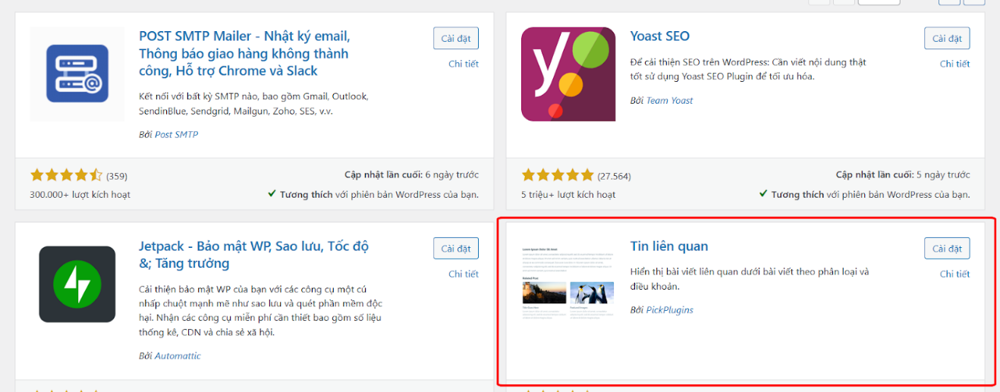 POST SMTP Mailer - Nhật ký email,
Thông báo giao hàng không thành
công, Hỗ trợ Chrome và Slack
Cài đặt
Chi tiết
Kết nối với bất kỳ SMTP nào, bao gồm Gmail, Outlook,
SendinBlue, Sendgrid, Mailgun, Zoho, SES, v.v.
Bởi Post SMTP
(359)
Cập nhật lần cuối: 6 ngày trước
300.000+ lượt kích hoạt
Tương thích với phiên bản WordPress của bạn.
Yoast SEO
Cài đặt
Chi tiết
Để cải thiện SEO trên WordPress: Cần viết nội dung thật
tốt sử dụng Yoast SEO Plugin để tối ưu hóa.
Bởi Team Yoast
(27.564)
Cập nhật lần cuối: 5 ngày trước
5 triệu+ lượt kích hoạt
Tương thích với phiên bản WordPress của bạn.
Jetpack - Bảo mật WP, Sao lưu, Tốc độ
&; Tăng trưởng
Cài đặt
Chi tiết
Cải thiện bảo mật WP của bạn với các công cụ một cú
nhấp chuột mạnh mẽ như sao lưu và quét phần mềm độc
hại. Nhận các công cụ miễn phí cần thiết bao gồm số liệu
thống kê, CDN và chia sẻ xã hội.
Bởi Automattic
Related Post
Tin liên quan
Cài đặt
Chi tiết
Hiển thị bài viết liên quan dưới bài viết theo phân loại và
điều khoản.
Bởi PickPlugins